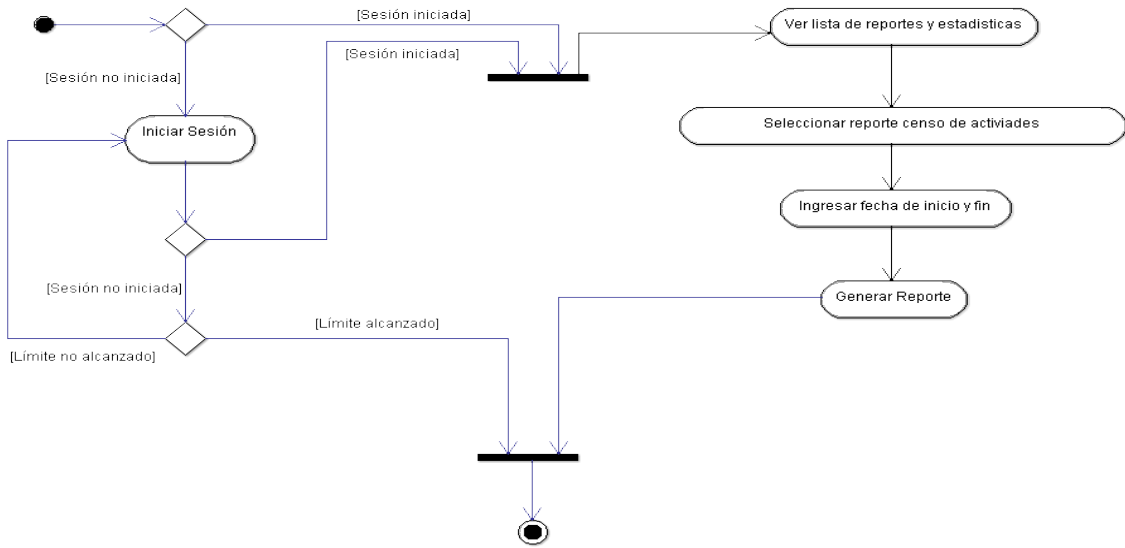 [Sesión iniciada]
Ver lista de reportes y estadisticas
[Sesión iniciada]
[Sesión no iniciada]
Iniciar Sesión
Seleccionar reporte censo de activiades
Ingresar fecha de inicio y fin
[Sesión no iniciada]
Generar Reporte
[Límite alcanzado]
[Límite no alcanzado]